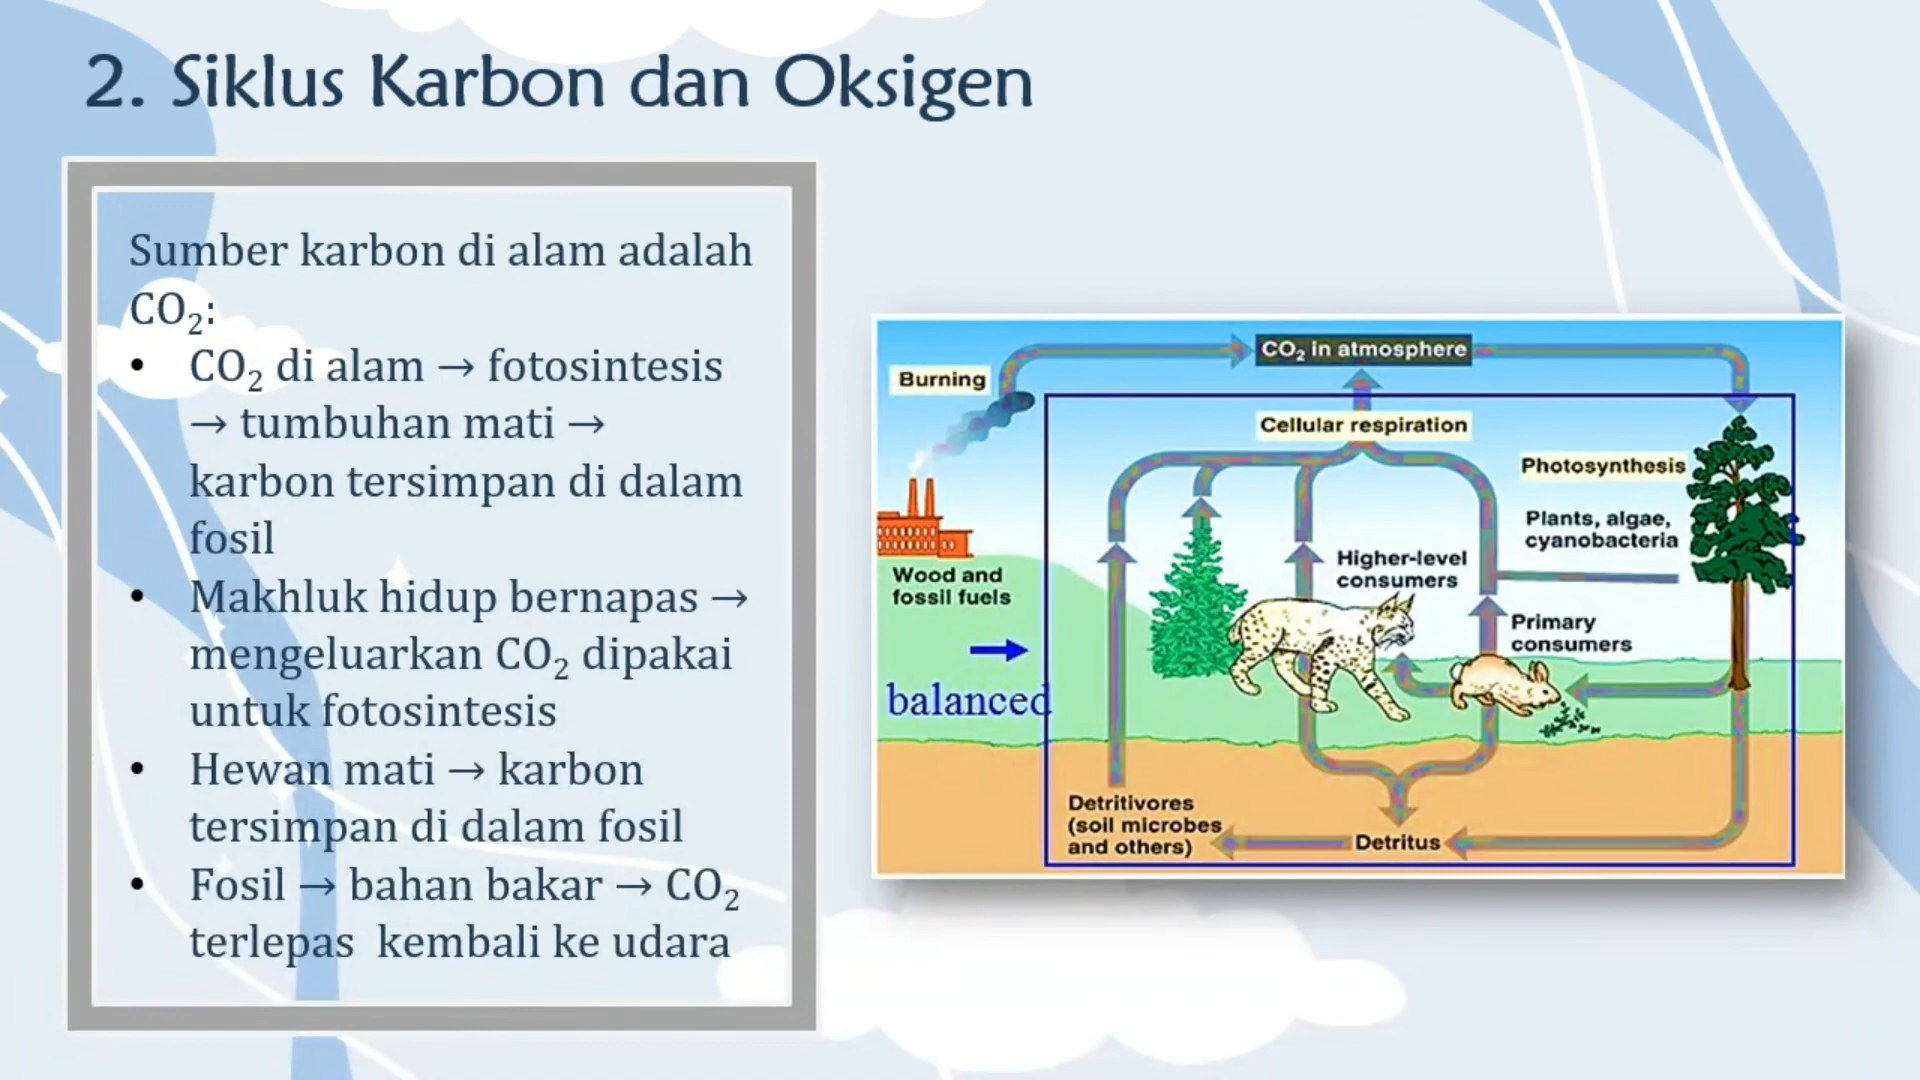 2. Siklus Karbon dan Oksigen
Sumber karbon di alam adalah
CO₂:
• CO₂ di alam → fotosintesis
→ tumbuhan mati →
karbon tersimpan di dalam
fosil
• Makhluk hidup bernapas →
mengeluarkan CO₂ dipakai
untuk fotosintesis
• Hewan mati → karbon
tersimpan di dalam fosil
• Fosil → bahan bakar → CO₂
terlepas kembali ke udara
CO₂ in atmosphere
Burning
Cellular respiration
Photosynthesis
Plants, algae,
cyanobacteria
Higher-level
consumers
Wood and
fossil fuels
Primary
consumers
balanced
Detritivores
(soil microbes
and others)
Detritus